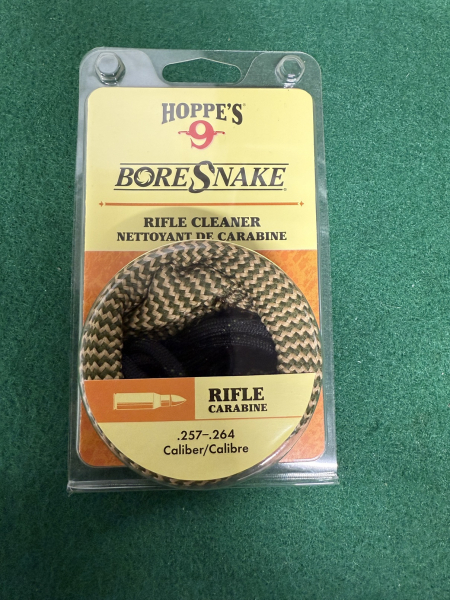 HOPPE'S
9
BORESNAKE
RIFLE CLEANER
NETTOYANT DE CARABINE
RIFLE
CARABINE
.257–.264
Caliber/Calibre